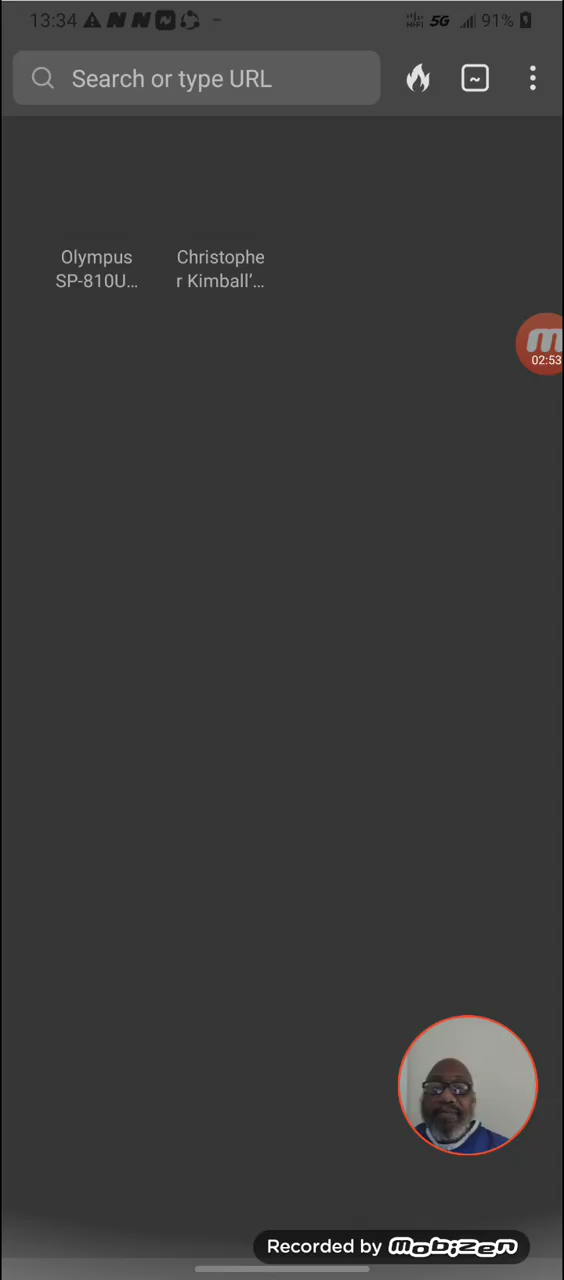 13:34
5G 91%
Search or type URL
Olympus
SP-810U...
Christophe
r Kimball'...
02:53
Recorded by mobizen